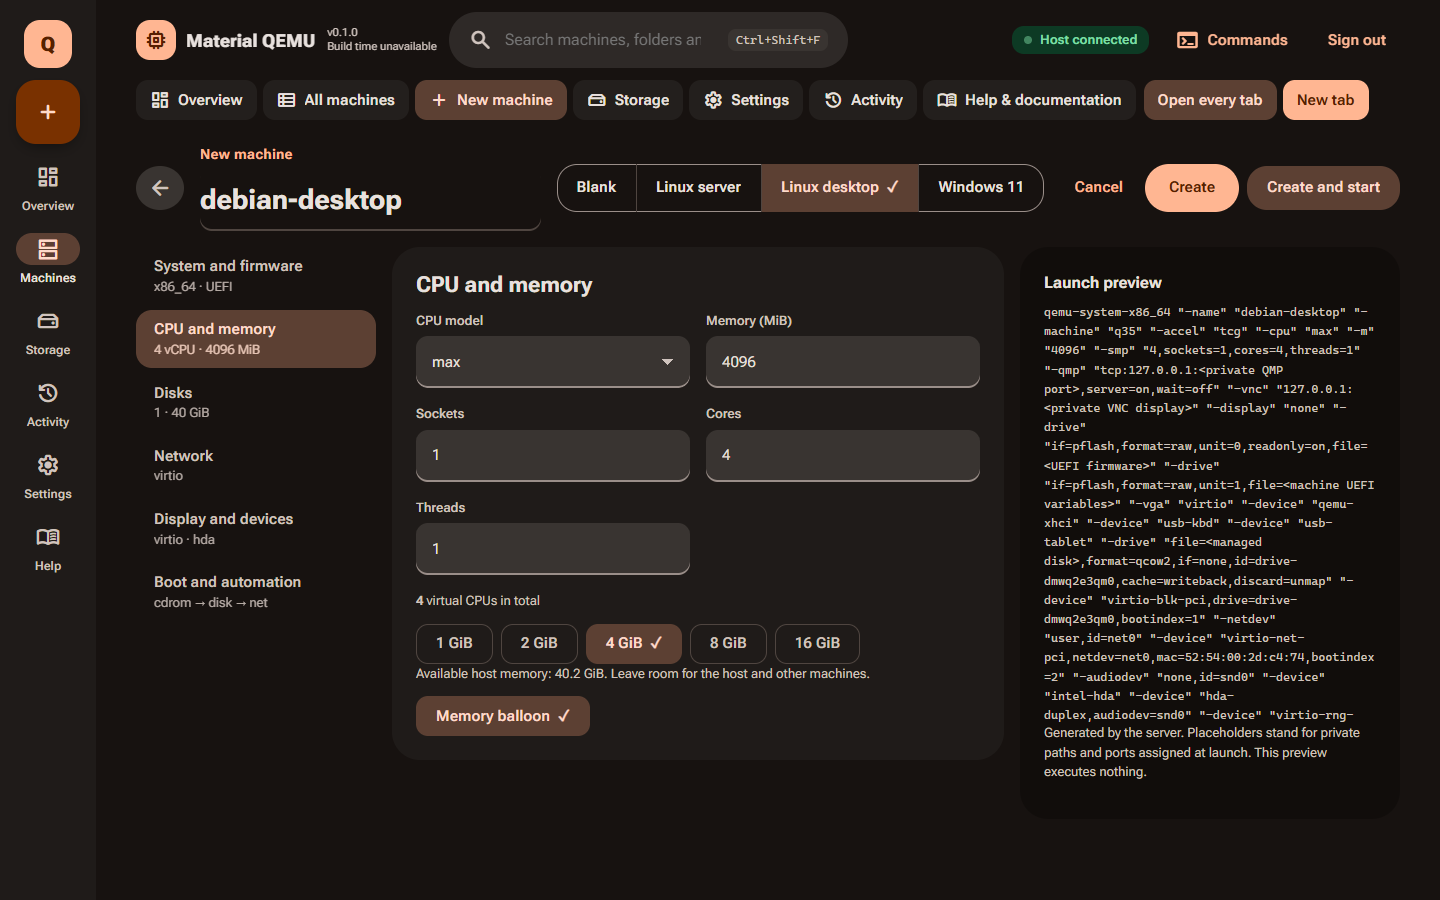 Q
Material QEMU
v0.1.0
Build time unavailable
Search machines, folders an
Ctrl+Shift+F
Host connected
Commands
Sign out
+
Overview
All machines
+ New machine
Storage
Settings
Activity
Help & documentation
Open every tab
New tab
Overview
Machines
Storage
Activity
Settings
Help
New machine
debian-desktop
Blank
Linux server
Linux desktop ✓
Windows 11
Cancel
Create
Create and start
System and firmware
x86_64 · UEFI
CPU and memory
4 vCPU · 4096 MiB
Disks
1 · 40 GiB
Network
virtio
Display and devices
virtio · hda
Boot and automation
cdrom → disk → net
CPU and memory
CPU model
Memory (MiB)
max
4096
Sockets
Cores
1
4
Threads
1
4 virtual CPUs in total
1 GiB
2 GiB
4 GiB ✓
8 GiB
16 GiB
Available host memory: 40.2 GiB. Leave room for the host and other machines.
Memory balloon ✓
Launch preview
qemu-system-x86_64 "-name" "debian-desktop" "-
machine" "q35" "-accel" "tcg" "-cpu" "max" "-m"
"4096" "-smp" "4,sockets=1,cores=4,threads=1"
"-qmp" "tcp:127.0.0.1:<private QMP
port>,server=on,wait=off" "-vnc" "127.0.0.1:
<private VNC display>" "-display" "none" "-
drive"
"if=pflash,format=raw,unit=0,readonly=on,file=
<UEFI firmware>" "-drive"
"if=pflash,format=raw,unit=1,file=<machine UEFI
variables>" "-vga" "virtio" "-device" "qemu-
xhci" "-device" "usb-kbd" "-device" "usb-
tablet" "-drive" "file=<managed
disk>,format=qcow2,if=none,id=drive-
dmwq2e3qm0,cache=writeback,discard=unmap" "-
device" "virtio-blk-pci,drive=drive-
dmwq2e3qm0,bootindex=1" "-netdev"
"user,id=net0" "-device" "virtio-net-
pci,netdev=net0,mac=52:54:00:2d:c4:74,bootindex
=2" "-audiodev" "none,id=snd0" "-device"
"intel-hda" "-device" "hda-
duplex,audiodev=snd0" "-device" "virtio-rng-
Generated by the server. Placeholders stand for private
paths and ports assigned at launch. This preview
executes nothing.